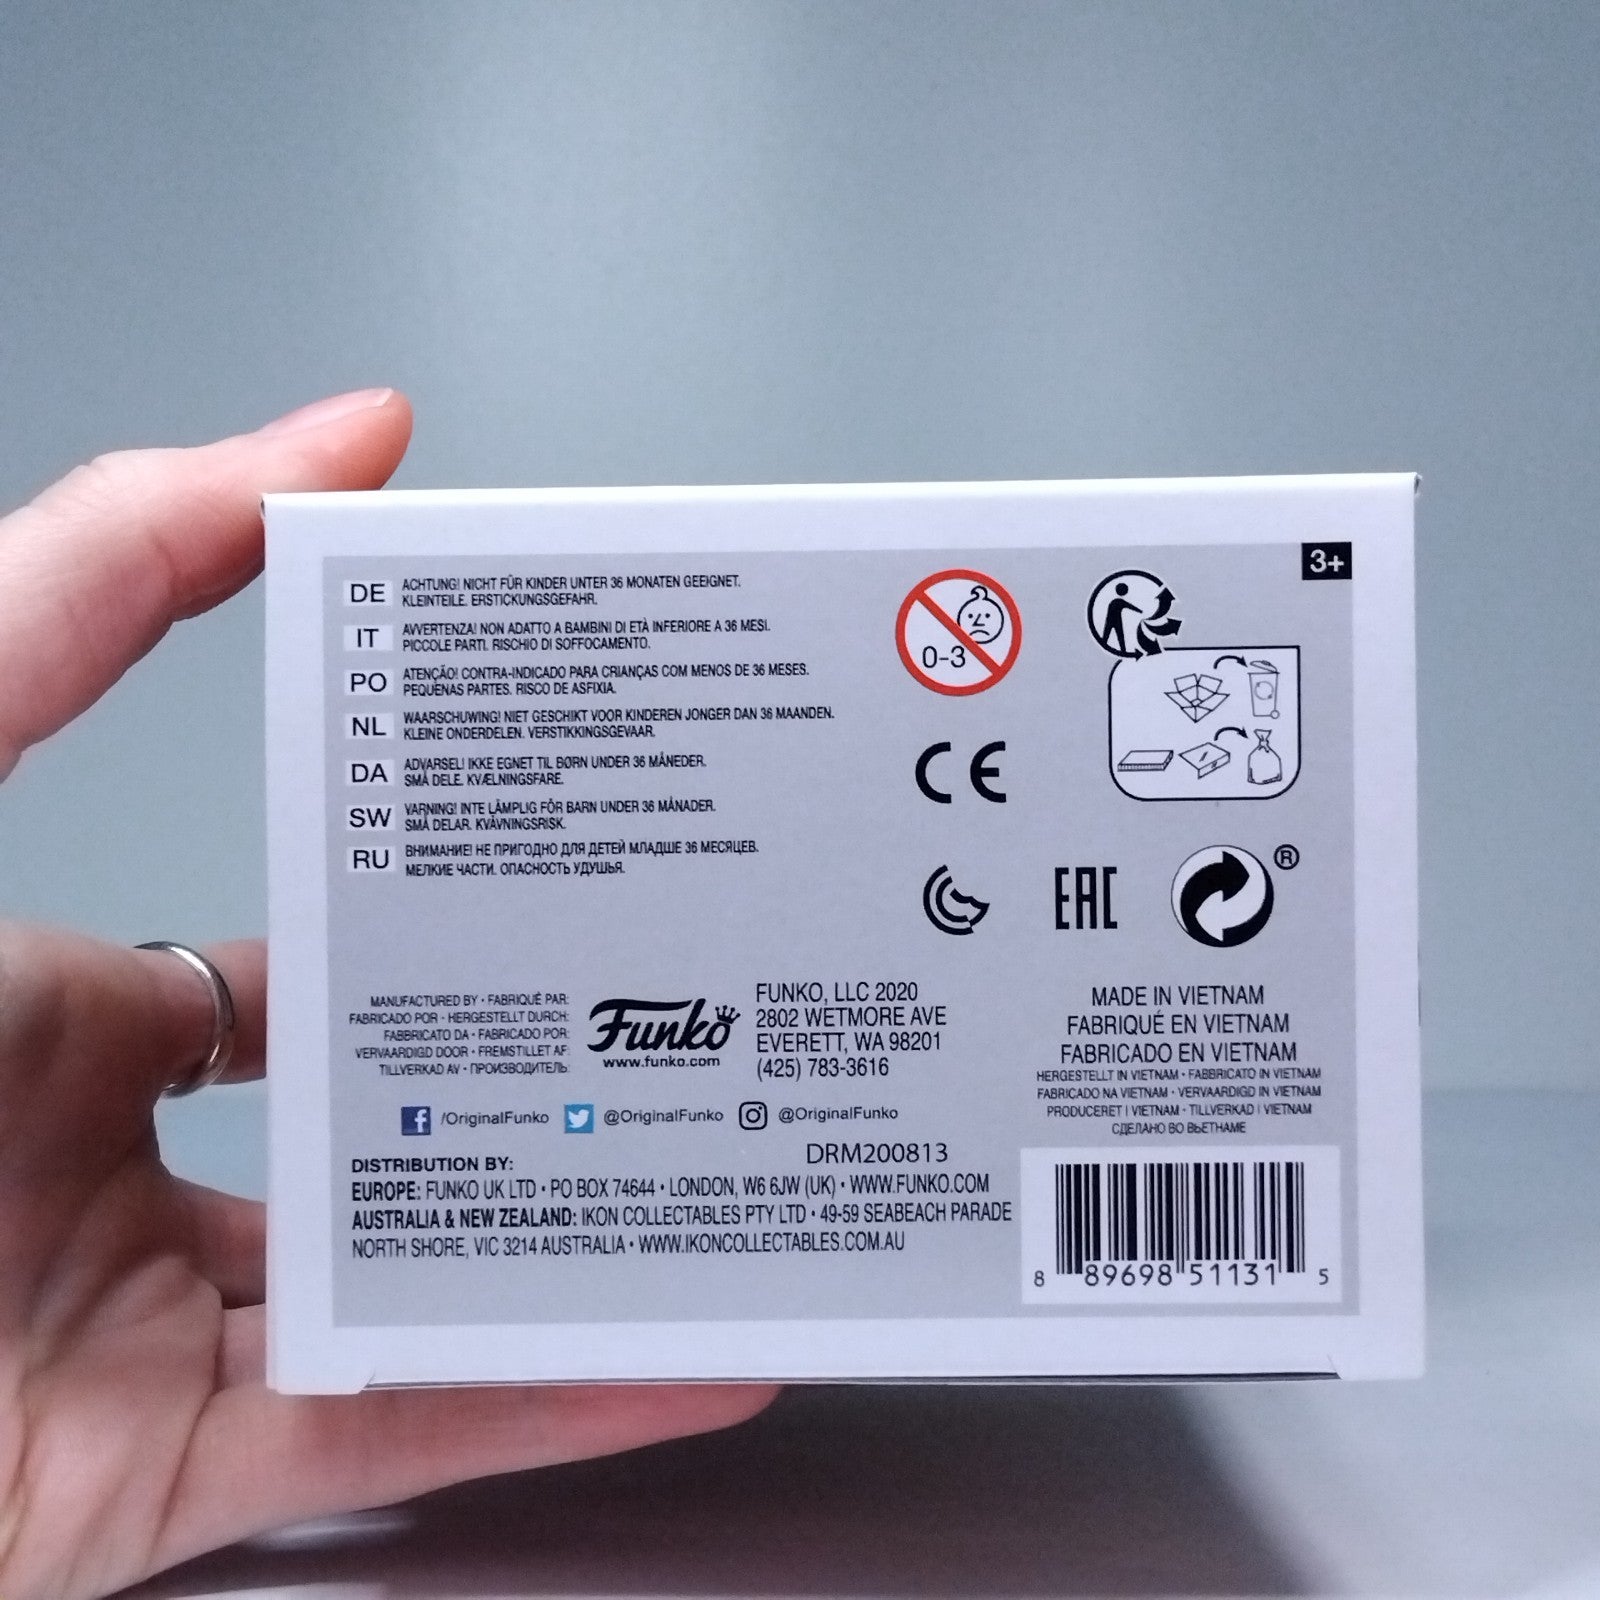 3+
DE
ACHTUNG! NICHT FÜR KINDER UNTER 36 MONATEN GEEIGNET.
KLEINTEILE. ERSTICKUNGSGEFAHR.
IT
AVVERTENZA! NON ADATTO A BAMBINI DI ETÀ INFERIORE A 36 MESI.
PICCOLE PARTI. RISCHIO DI SOFFOCAMENTO.
PO
ATENÇÃO! CONTRA-INDICADO PARA CRIANÇAS COM MENOS DE 36 MESES.
PEQUENAS PARTES. RISCO DE ASFIXIA.
NL
WAARSCHUWING! NIET GESCHIKT VOOR KINDEREN JONGER DAN 36 MAANDEN.
KLEINE ONDERDELEN. VERSTIKKINGSGEVAAR.
DA
ADVARSEL! IKKE EGNET TIL BØRN UNDER 36 MÅNEDER.
SMÅ DELE. KVÆLNINGSFARE.
SW
VARNING! INTE LÄMPLIG FÖR BARN UNDER 36 MÅNADER.
SMÅ DELAR. KVÄVNINGSRISK.
RU
ВНИМАНИЕ! НЕ ПРИГОДНО ДЛЯ ДЕТЕЙ МЛАДШЕ 36 МЕСЯЦЕВ.
МЕЛКИЕ ЧАСТИ. ОПАСНОСТЬ УДУШЬЯ.
0-3
CE
EAC
®
MANUFACTURED BY • FABRIQUÉ PAR:
FABRICADO POR • HERGESTELLT DURCH:
FABBRICATO DA • FABRICADO POR:
VERVAARDIGD DOOR • FREMSTILLET AF:
TILLVERKAD AV • ПРОИЗВОДИТЕЛЬ:
Funko
www.funko.com
FUNKO, LLC 2020
2802 WETMORE AVE
EVERETT, WA 98201
(425) 783-3616
MADE IN VIETNAM
FABRIQUÉ EN VIETNAM
FABRICADO EN VIETNAM
HERGESTELLT IN VIETNAM • FABBRICATO IN VIETNAM
FABRICADO NA VIETNAM • VERVAARDIGD IN VIETNAM
PRODUCERET I VIETNAM • TILLVERKAD I VIETNAM
СДЕЛАНО ВО ВЬЕТНАМЕ
f /OriginalFunko @OriginalFunko @OriginalFunko
DRM200813
DISTRIBUTION BY:
EUROPE: FUNKO UK LTD • PO BOX 74644 • LONDON, W6 6JW (UK) • WWW.FUNKO.COM
AUSTRALIA & NEW ZEALAND: IKON COLLECTABLES PTY LTD • 49-59 SEABEACH PARADE
NORTH SHORE, VIC 3214 AUSTRALIA • WWW.IKONCOLLECTABLES.COM.AU
8 89698 51131 5